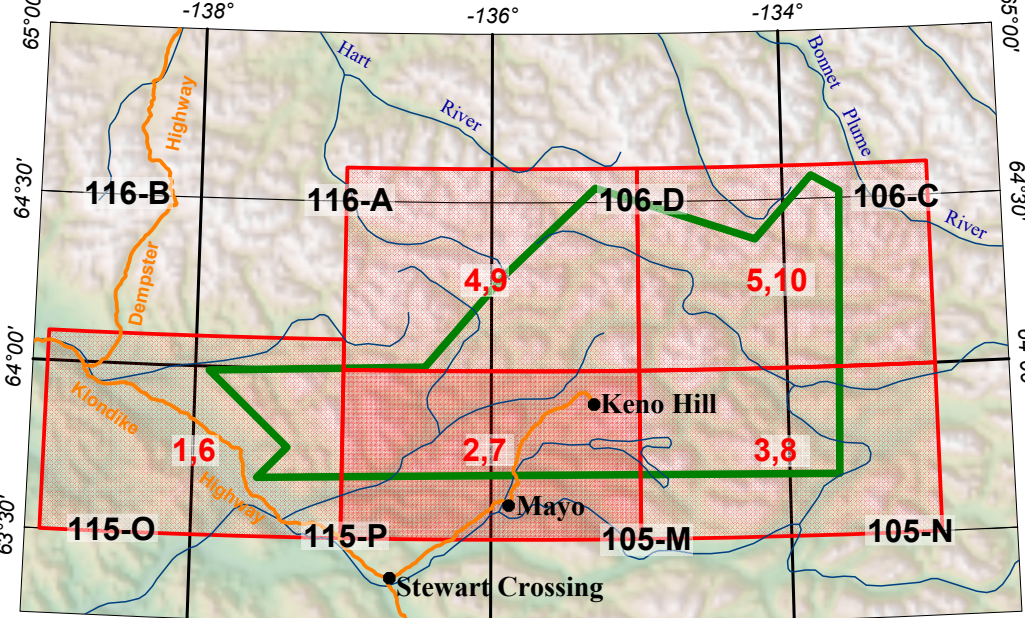 -138°
-136°
-134°
65°00'
65°00'
Hart
River
Bonnet
Plume
River
Highway
Dempster
64°30'
64°30'
116-B
116-A
106-D
106-C
4,9
5,10
64°00'
Klondike
Highway
Keno Hill
1,6
2,7
3,8
Mayo
63°30'
115-O
115-P
105-M
105-N
Stewart Crossing